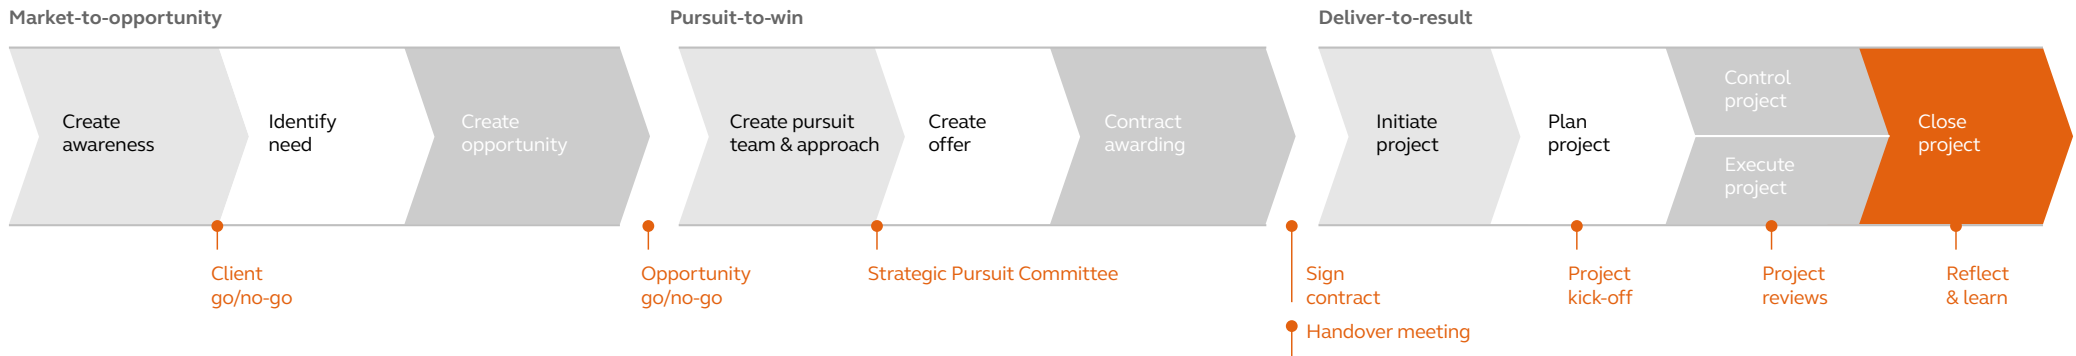 Market-to-opportunity
Pursuit-to-win
Deliver-to-result
Create
awareness
Identify
need
Create
opportunity
Create pursuit
team & approach
Create
offer
Contract
awarding
Initiate
project
Plan
project
Control
project
Execute
project
Close
project
Client
go/no-go
Opportunity
go/no-go
Strategic Pursuit Committee
Sign
contract
Handover meeting
Project
kick-off
Project
reviews
Reflect
& learn